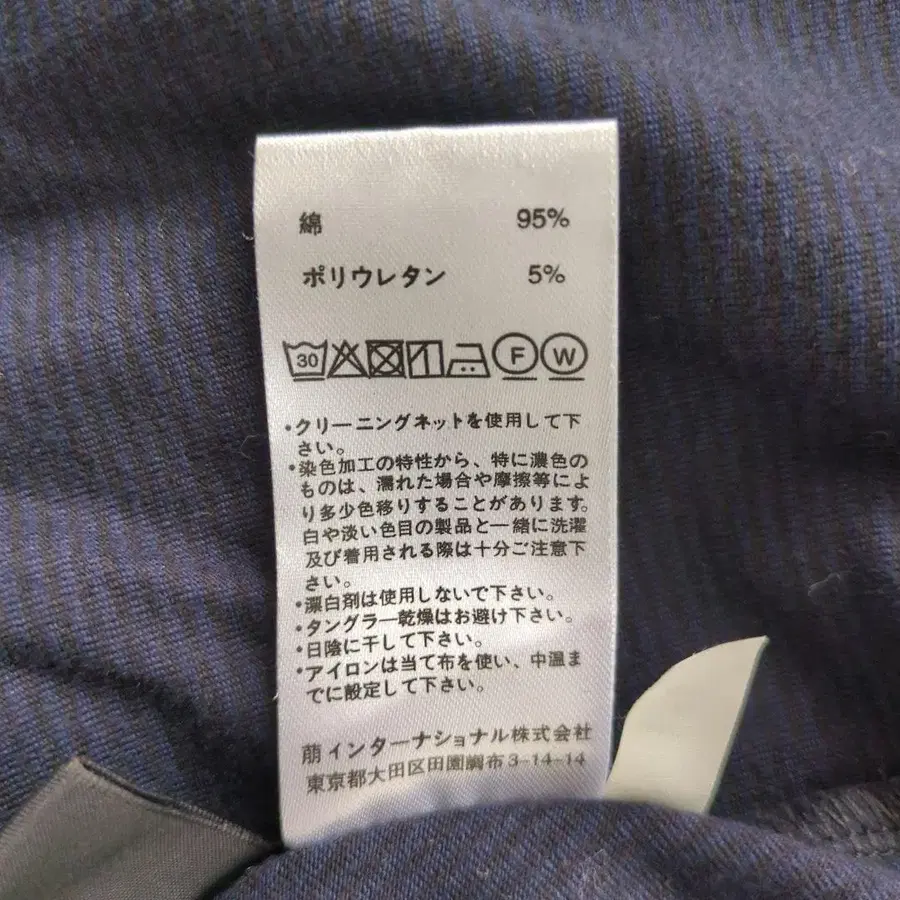 綿 95%
ポリウレタン 5%
30 F W
・クリーニングネットを使用して下
さい。
・染色加工の特性から、特に濃色の
ものは、濡れた場合や摩擦等によ
り多少色移りすることがあります。
白や淡い色目の製品と一緒に洗濯
及び着用される際は十分ご注意下
さい。
・漂白剤は使用しないで下さい。
・タングラー乾燥はお避け下さい。
・日陰に干して下さい。
・アイロンは当て布を使い、中温ま
でに設定して下さい。
萠インターナショナル株式会社
東京都大田区田園調布3-14-14